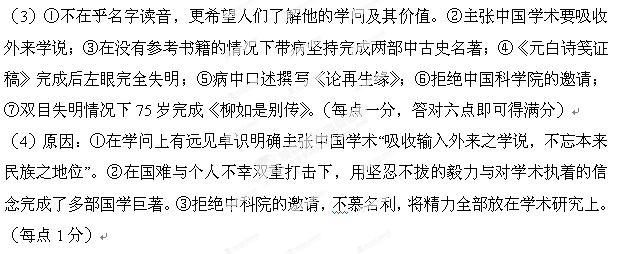 （3）①不在乎名字读音，更希望人们了解他的学问及其价值。②主张中国学术要吸收
外来学说；③在没有参考书籍的情况下带病坚持完成两部中古史名著；④《元白诗笺证
稿》完成后左眼完全失明；⑤病中口述撰写《论再生缘》；⑥拒绝中国科学院的邀请；
⑦双目失明情况下 75 岁完成《柳如是别传》。（每点一分，答对六点即可得满分）
（4）原因：①在学问上有远见卓识明确主张中国学术“吸收输入外来之学说，不忘本来
民族之地位”。②在国难与个人不幸双重打击下，用坚忍不拔的毅力与对学术执着的信
念完成了多部国学巨著。③拒绝中科院的邀请，不慕名利，将精力全部放在学术研究上。
（每点 1 分）